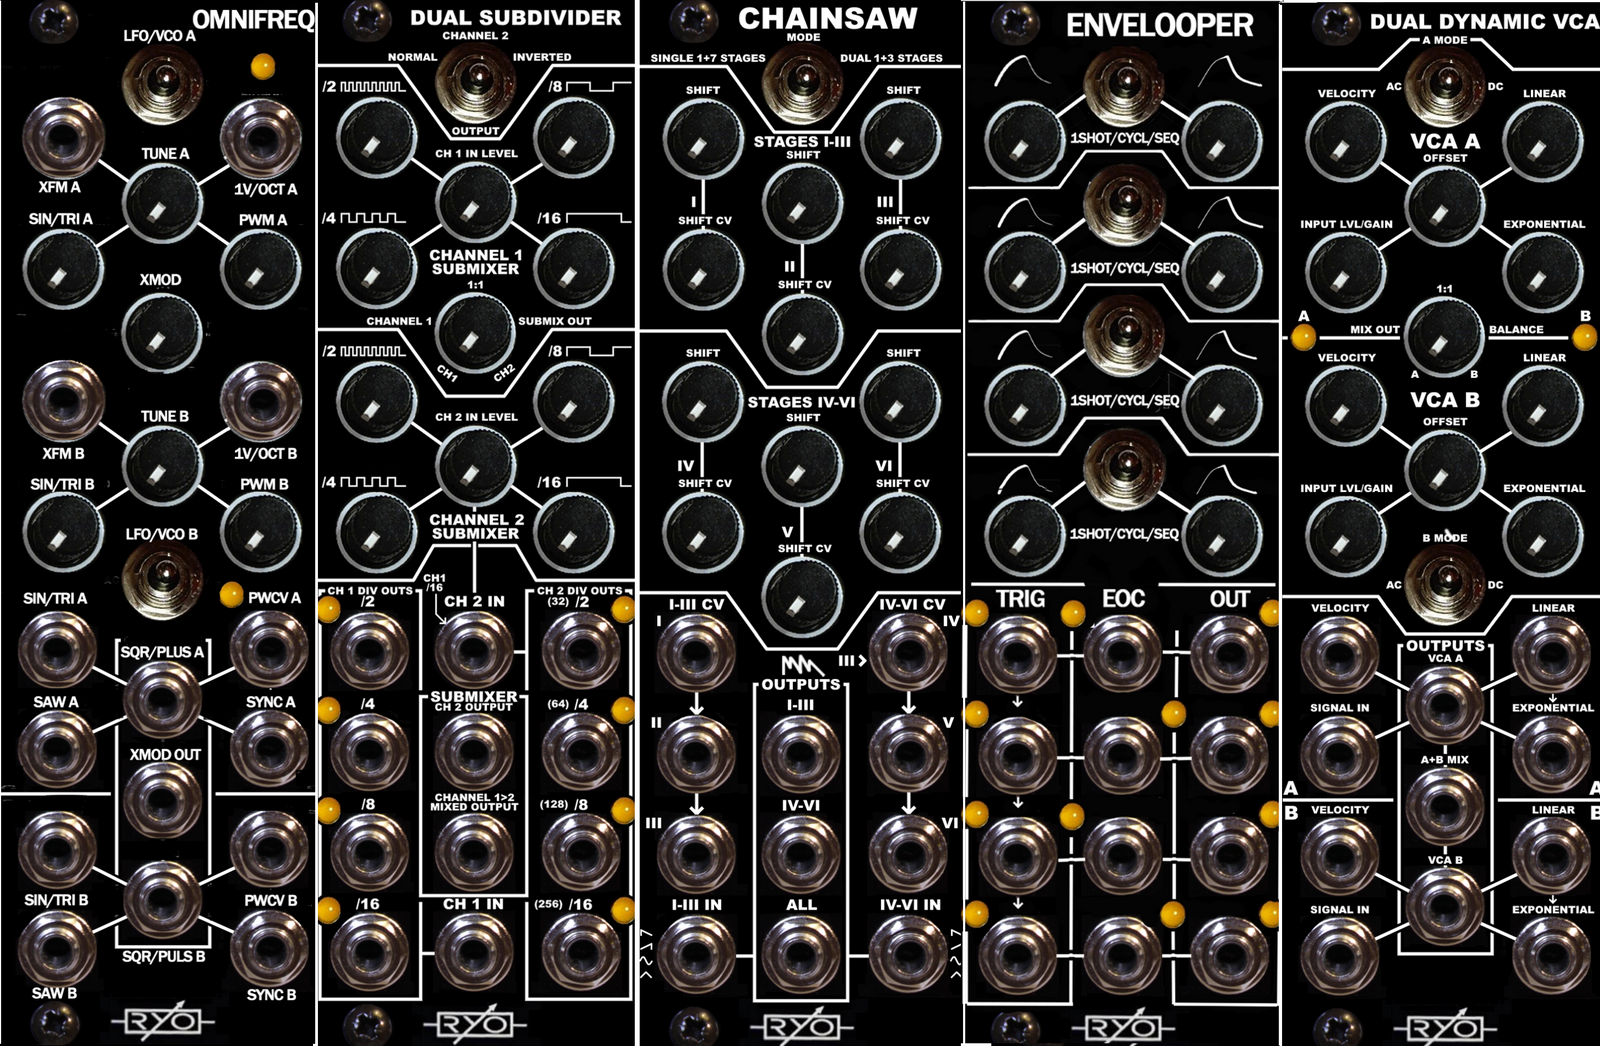 OMNIFREQ
LFO/VCO A
XFM A
TUNE A
1V/OCT A
SIN/TRI A
PWM A
XMOD
TUNE B
XFM B
1V/OCT B
SIN/TRI B
PWM B
LFO/VCO B
SIN/TRI A
PWCV A
SQR/PLUS A
SAW A
SYNC A
XMOD OUT
SIN/TRI B
PWCV B
SQR/PULS B
SAW B
SYNC B
RYO
DUAL SUBDIVIDER
CHANNEL 2
NORMAL
INVERTED
/2
/8
OUTPUT
CH 1 IN LEVEL
/4
/16
CHANNEL 1
SUBMIXER
1:1
CHANNEL 1
SUBMIX OUT
/2
/8
CH1
CH2
CH 2 IN LEVEL
/4
/16
CHANNEL 2
SUBMIXER
CH 1 DIV OUTS
CH1
/16
CH 2 DIV OUTS
/2
CH 2 IN
(32) /2
SUBMIXER
CH 2 OUTPUT
/4
(64) /4
CHANNEL 1>2
MIXED OUTPUT
/8
(128) /8
/16
CH 1 IN
(256) /16
RYO
CHAINSAW
MODE
SINGLE 1+7 STAGES
DUAL 1+3 STAGES
SHIFT
SHIFT
STAGES I-III
SHIFT
I
III
SHIFT CV
SHIFT CV
II
SHIFT CV
SHIFT
SHIFT
STAGES IV-VI
SHIFT
IV
VI
SHIFT CV
SHIFT CV
V
SHIFT CV
I-III CV
IV-VI CV
I
IV
III >
OUTPUTS
I-III
II
V
IV-VI
III
VI
I-III IN
ALL
IV-VI IN
RYO
ENVELOOPER
1SHOT/CYCL/SEQ
1SHOT/CYCL/SEQ
1SHOT/CYCL/SEQ
1SHOT/CYCL/SEQ
TRIG
EOC
OUT
RYO
DUAL DYNAMIC VCA
A MODE
AC
DC
VELOCITY
LINEAR
VCA A
OFFSET
INPUT LVL/GAIN
EXPONENTIAL
1:1
A
B
MIX OUT
BALANCE
A
B
VELOCITY
LINEAR
VCA B
OFFSET
INPUT LVL/GAIN
EXPONENTIAL
B MODE
AC
DC
VELOCITY
LINEAR
OUTPUTS
VCA A
SIGNAL IN
EXPONENTIAL
A+B MIX
A
A
B
B
VELOCITY
LINEAR
VCA B
SIGNAL IN
EXPONENTIAL
RYO